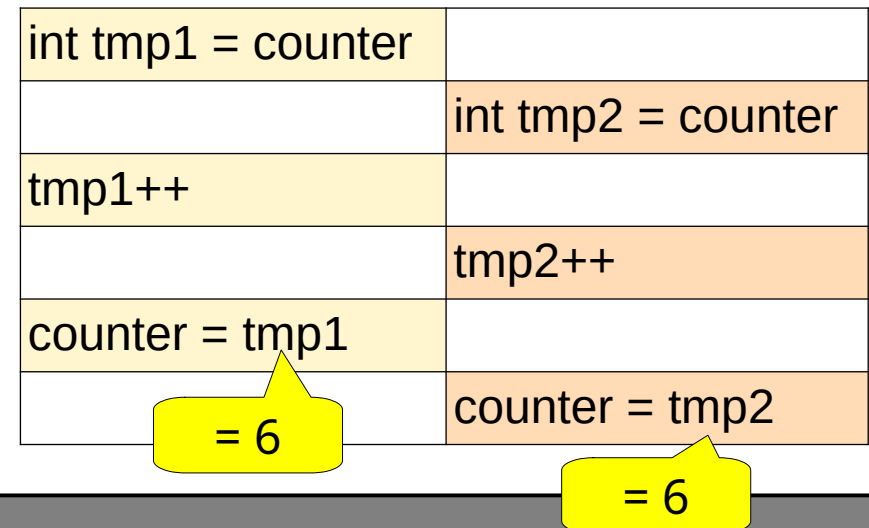 int tmp1 = counter
int tmp2 = counter
tmp1++
tmp2++
counter = tmp1
counter = tmp2
= 6
= 6